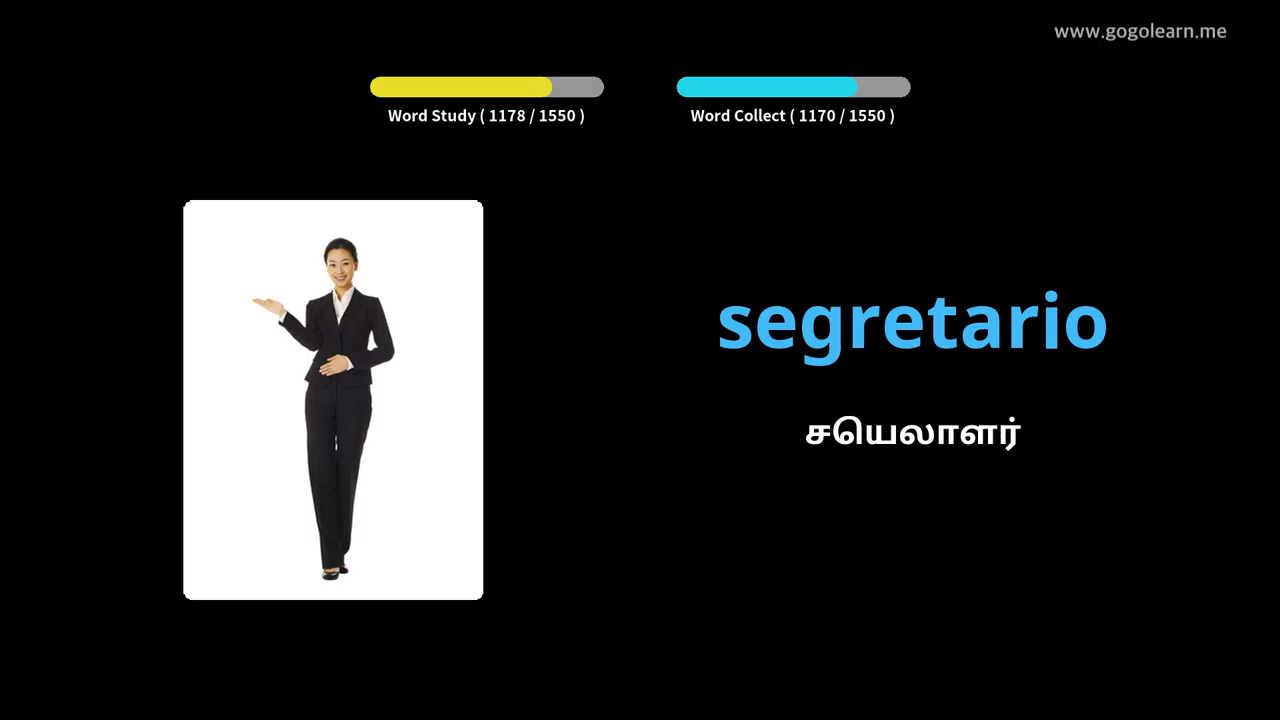 www.gogolearn.me
Word Study ( 1178 / 1550 )
Word Collect ( 1170 / 1550 )
segretario
சயெலாளர்